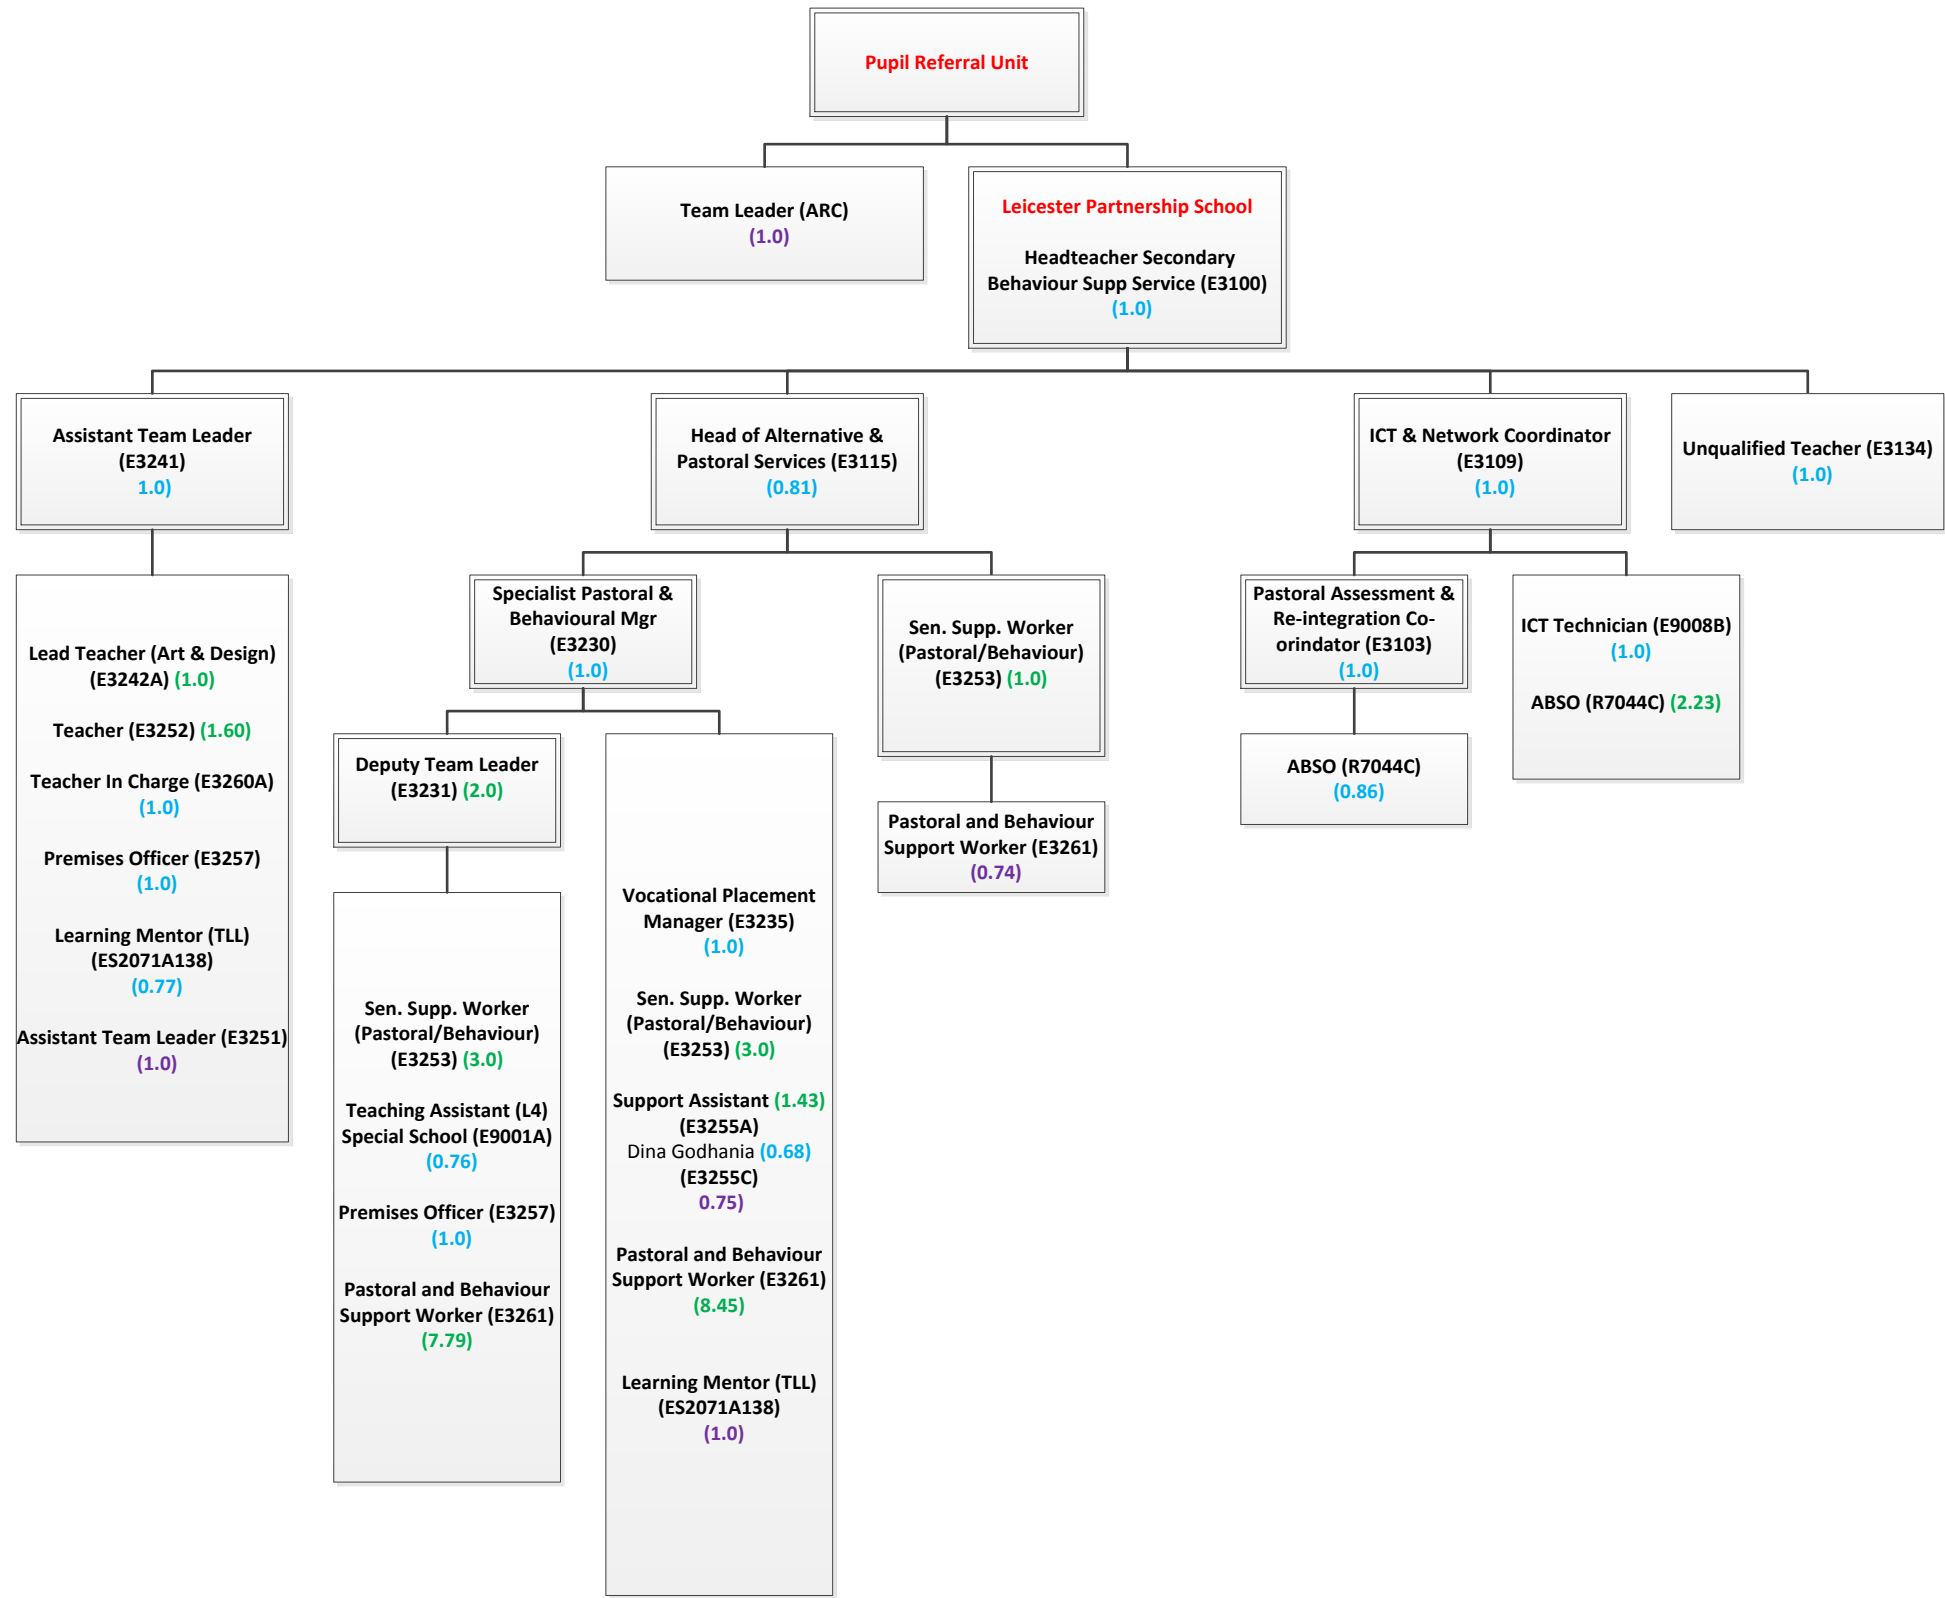 Pupil Referral Unit
Team Leader (ARC)
(1.0)
Leicester Partnership School
Headteacher Secondary
Behaviour Supp Service (E3100)
(1.0)
Assistant Team Leader
(E3241)
1.0)
Head of Alternative &
Pastoral Services (E3115)
(0.81)
ICT & Network Coordinator
(E3109)
(1.0)
Unqualified Teacher (E3134)
(1.0)
Lead Teacher (Art & Design)
(E3242A) (1.0)
Teacher (E3252) (1.60)
Teacher In Charge (E3260A)
(1.0)
Premises Officer (E3257)
(1.0)
Learning Mentor (TLL)
(ES2071A138)
(0.77)
Assistant Team Leader (E3251)
(1.0)
Specialist Pastoral &
Behavioural Mgr
(E3230)
(1.0)
Sen. Supp. Worker
(Pastoral/Behaviour)
(E3253) (1.0)
Pastoral Assessment &
Re-integration Co-
orindator (E3103)
(1.0)
ICT Technician (E9008B)
(1.0)
ABSO (R7044C) (2.23)
Deputy Team Leader
(E3231) (2.0)
Sen. Supp. Worker
(Pastoral/Behaviour)
(E3253) (3.0)
Teaching Assistant (L4)
Special School (E9001A)
(0.76)
Premises Officer (E3257)
(1.0)
Pastoral and Behaviour
Support Worker (E3261)
(7.79)
Vocational Placement
Manager (E3235)
(1.0)
Sen. Supp. Worker
(Pastoral/Behaviour)
(E3253) (3.0)
Support Assistant (1.43)
(E3255A)
Dina Godhania (0.68)
(E3255C)
0.75)
Pastoral and Behaviour
Support Worker (E3261)
(8.45)
Learning Mentor (TLL)
(ES2071A138)
(1.0)
Pastoral and Behaviour
Support Worker (E3261)
(0.74)
ABSO (R7044C)
(0.86)